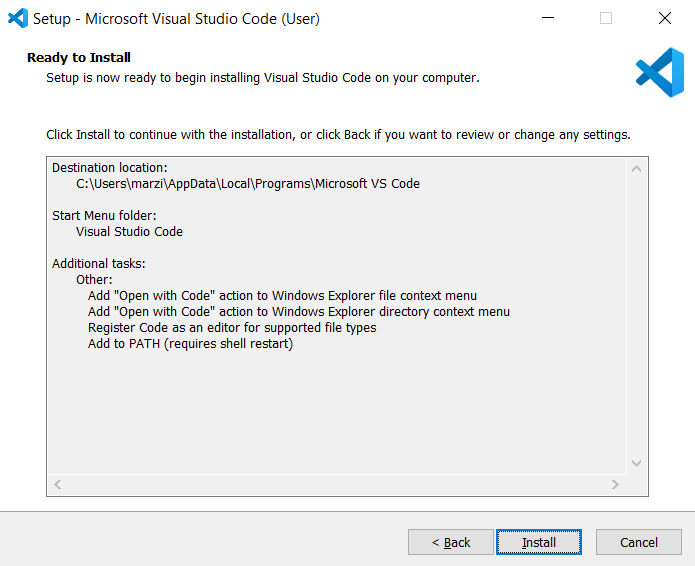 Setup - Microsoft Visual Studio Code (User)
Ready to Install
Setup is now ready to begin installing Visual Studio Code on your computer.
Click Install to continue with the installation, or click Back if you want to review or change any settings.
Destination location:
C:\Users\marzi\AppData\Local\Programs\Microsoft VS Code
Start Menu folder:
Visual Studio Code
Additional tasks:
Other:
Add "Open with Code" action to Windows Explorer file context menu
Add "Open with Code" action to Windows Explorer directory context menu
Register Code as an editor for supported file types
Add to PATH (requires shell restart)
< Back
Install
Cancel